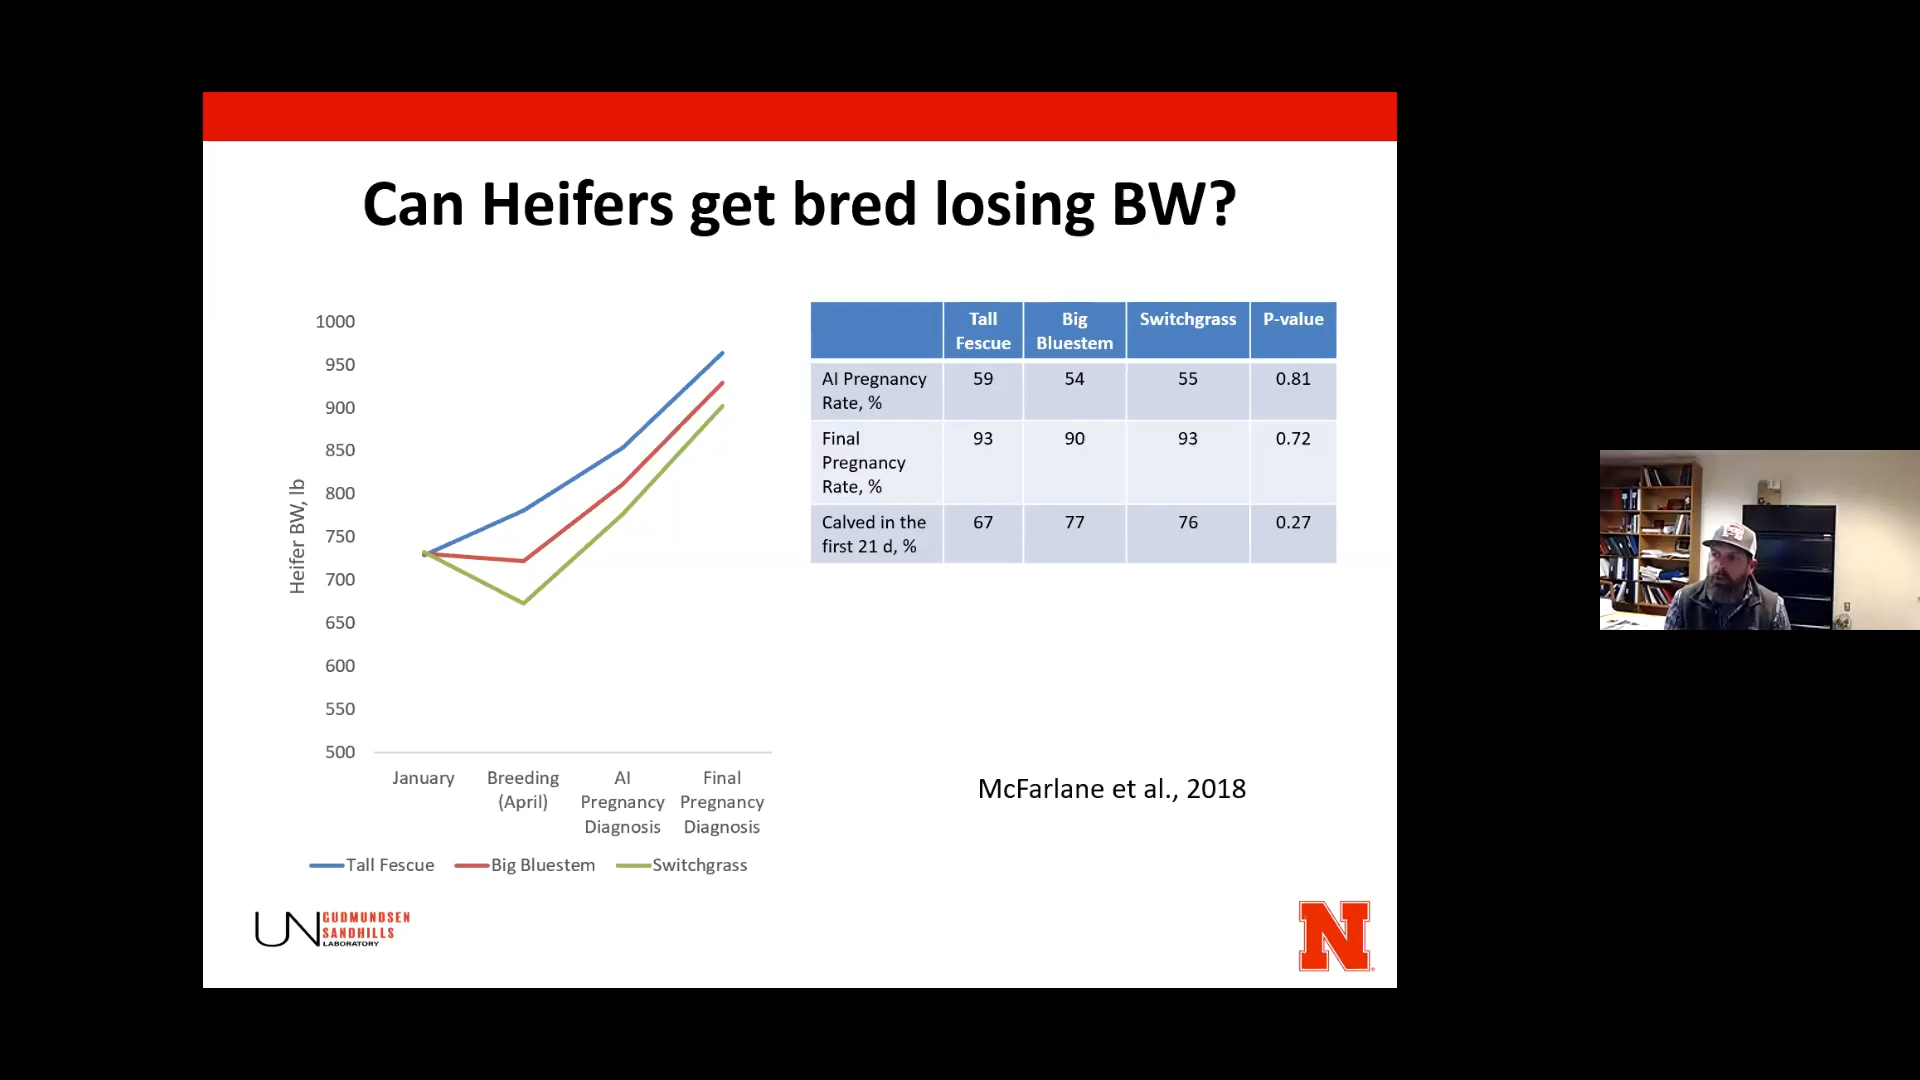 Can Heifers get bred losing BW?
1000
950
900
850
800
750
700
650
600
550
500
Heifer BW, lb
January
Breeding
(April)
AI
Pregnancy
Diagnosis
Final
Pregnancy
Diagnosis
Tall Fescue
Big Bluestem
Switchgrass
Tall
Fescue
Big
Bluestem
Switchgrass
P-value
AI Pregnancy
Rate, %
59
54
55
0.81
Final
Pregnancy
Rate, %
93
90
93
0.72
Calved in the
first 21 d, %
67
77
76
0.27
McFarlane et al., 2018
UN
GUDMUNDSEN
SANDHILLS
LABORATORY
N